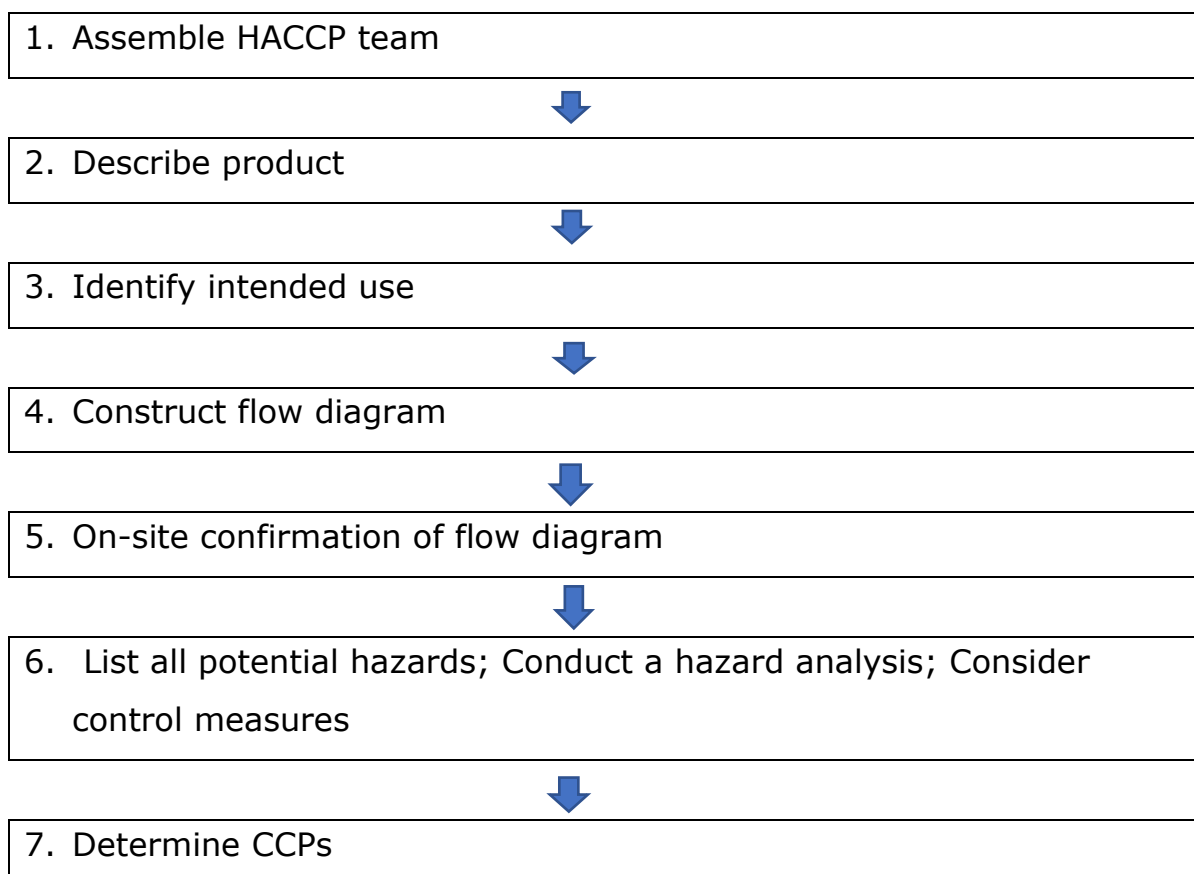 1. Assemble HACCP team
2. Describe product
3. Identify intended use
4. Construct flow diagram
5. On-site confirmation of flow diagram
6. List all potential hazards; Conduct a hazard analysis; Consider
control measures
7. Determine CCPs